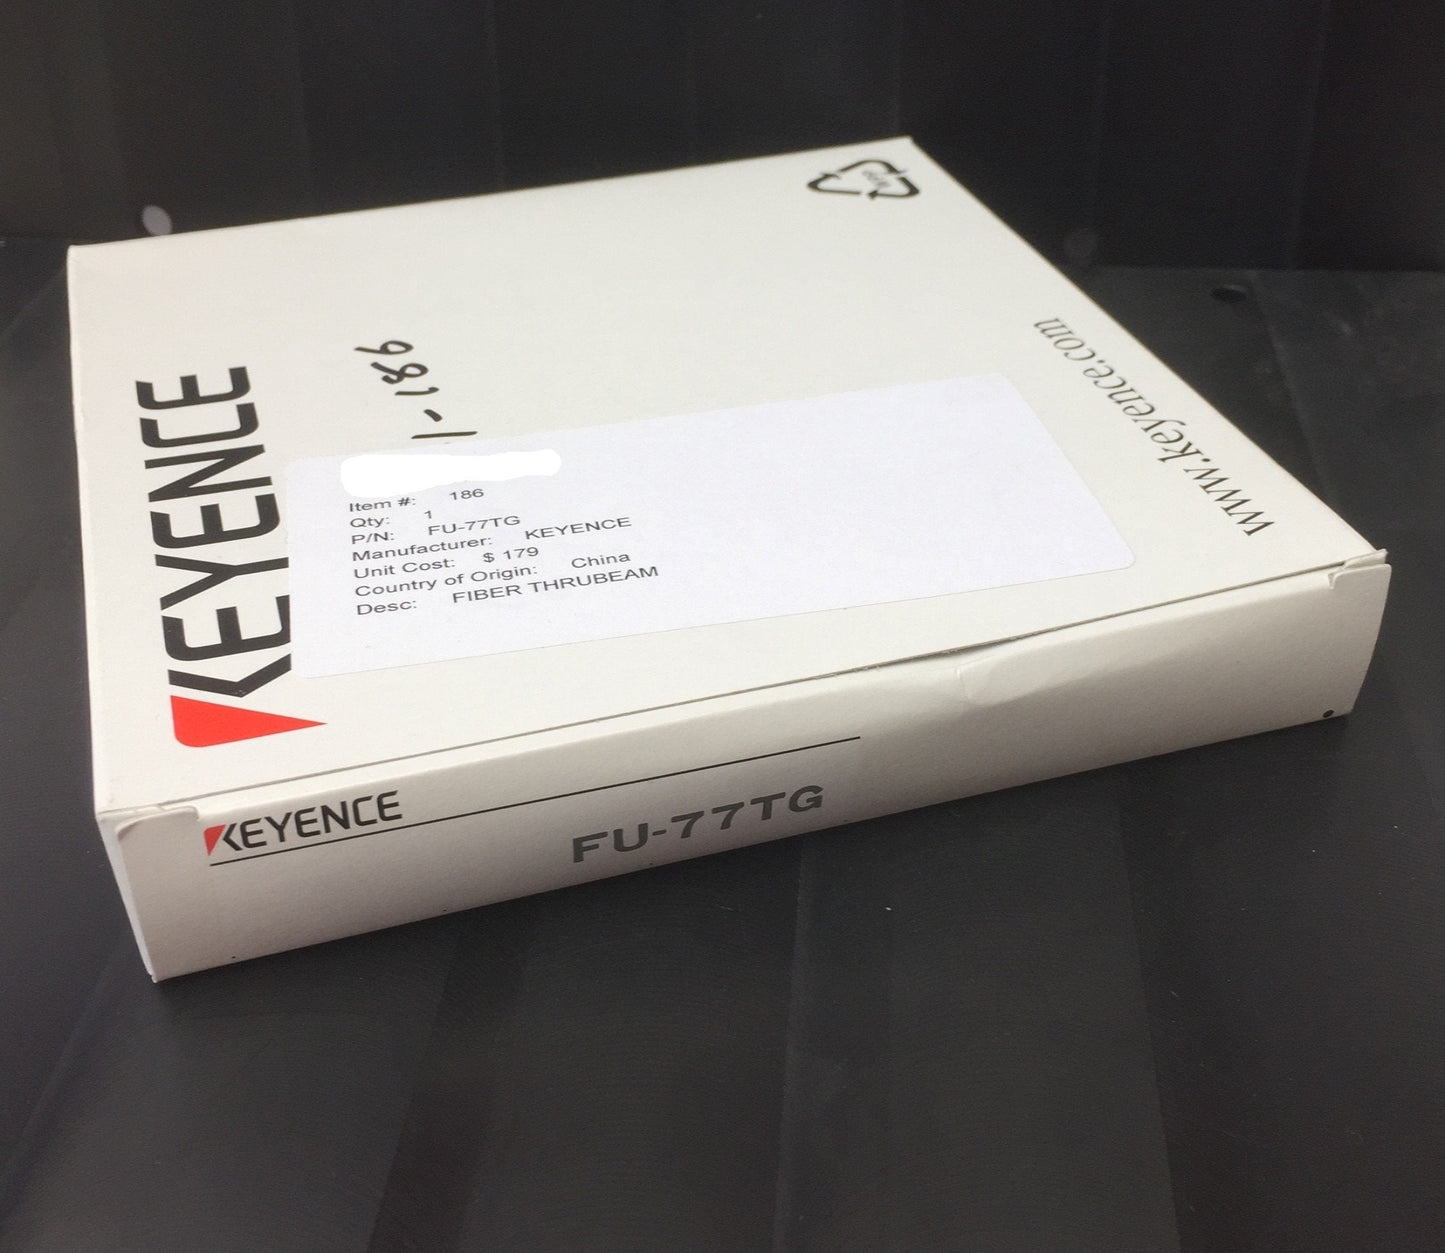 KEYENCE
1-186
www.keyence.com
Item #: 186
Qty: 1
P/N: FU-77TG
Manufacturer: KEYENCE
Unit Cost: $ 179
Country of Origin: China
Desc: FIBER THRUBEAM
KEYENCE
FU-77TG